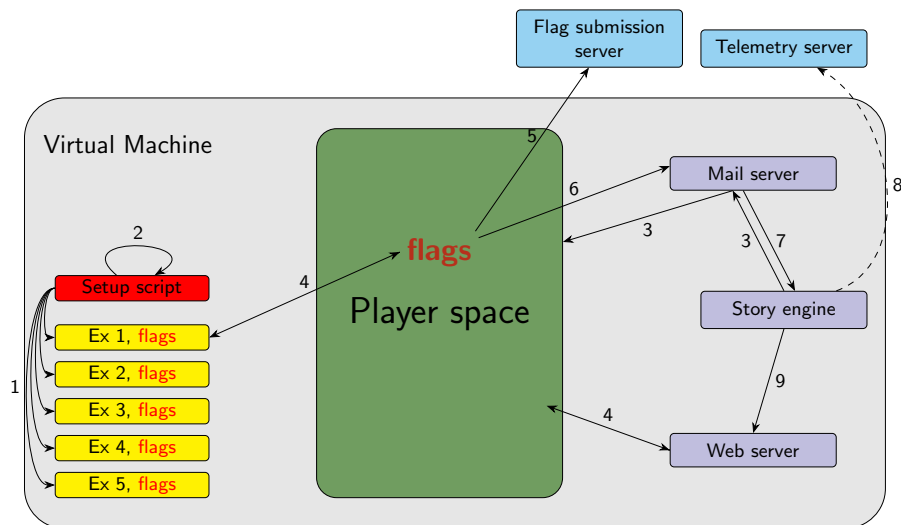 Flag submission
server
Telemetry server
Virtual Machine
5
Mail server
8
6
2
3
3
7
flags
4
Setup script
Player space
Story engine
Ex 1, flags
Ex 2, flags
1
9
Ex 3, flags
4
Ex 4, flags
Web server
Ex 5, flags